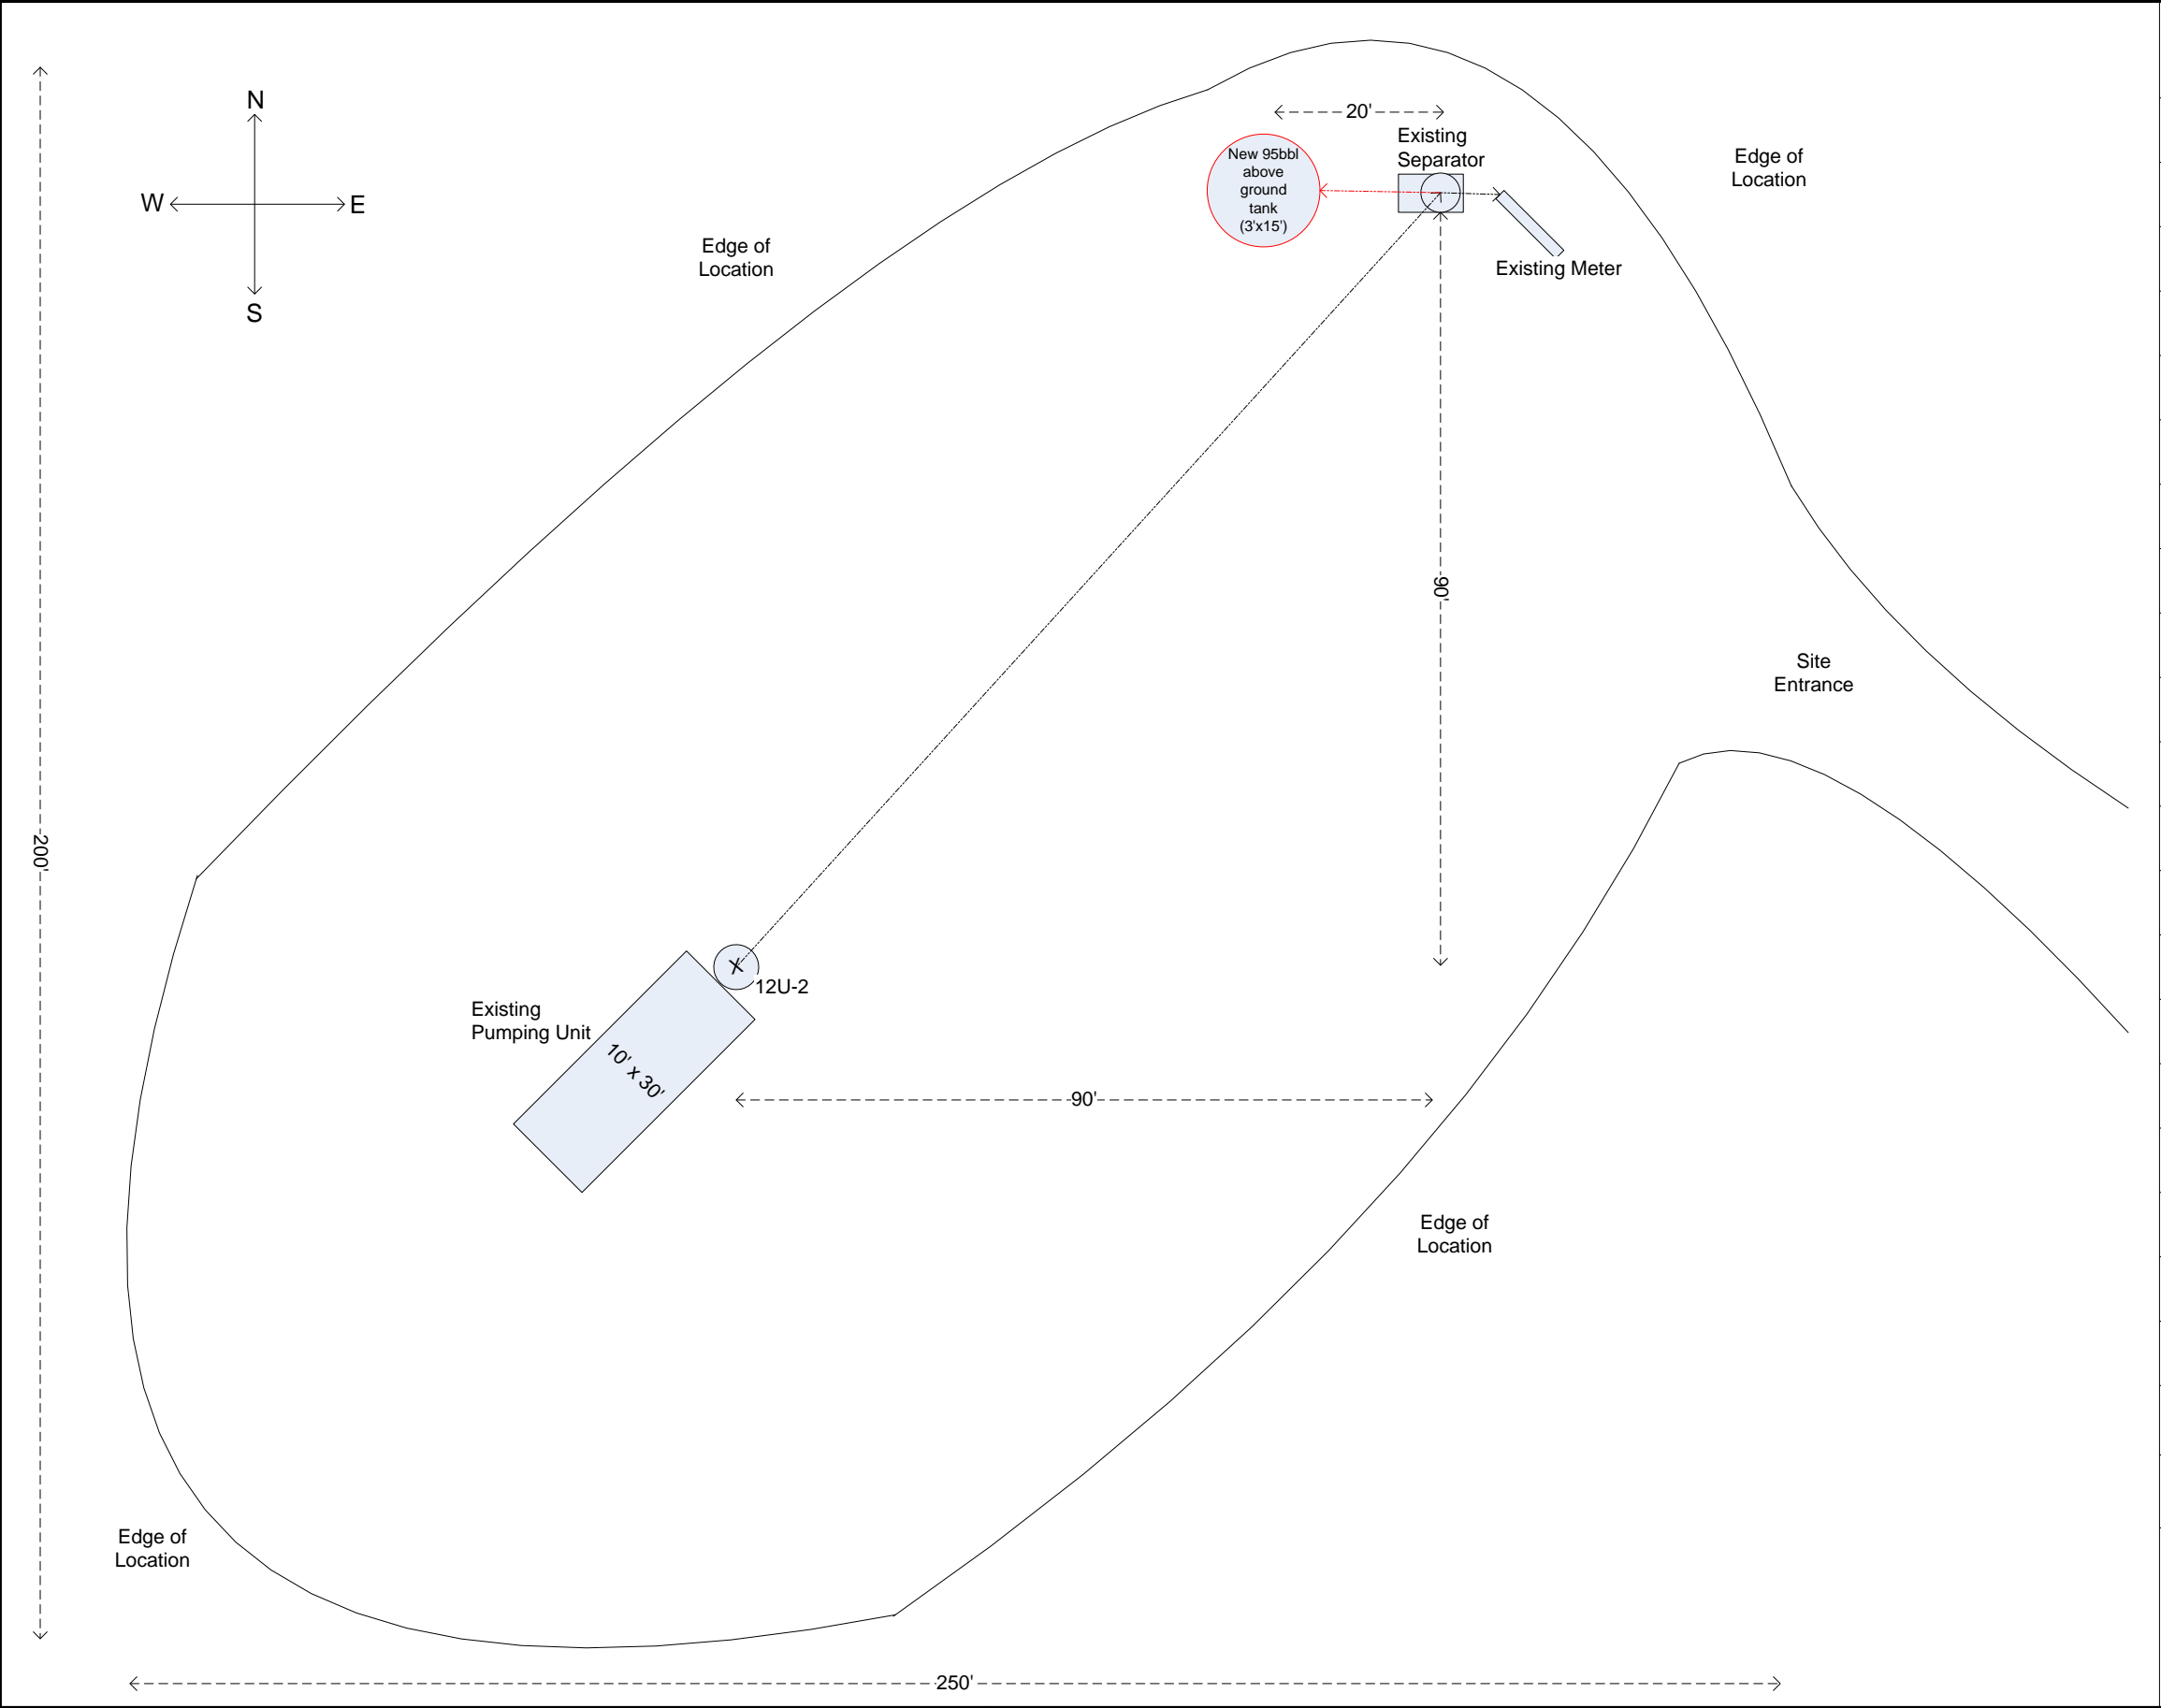 N
W
E
S
20'
Existing
Separator
New 95bbl
above
ground
tank
(3'x15')
Edge of
Location
Edge of
Location
Existing Meter
90'
Site
Entrance
200'
12U-2
Existing
Pumping Unit
10' x 30'
90'
Edge of
Location
Edge of
Location
250'